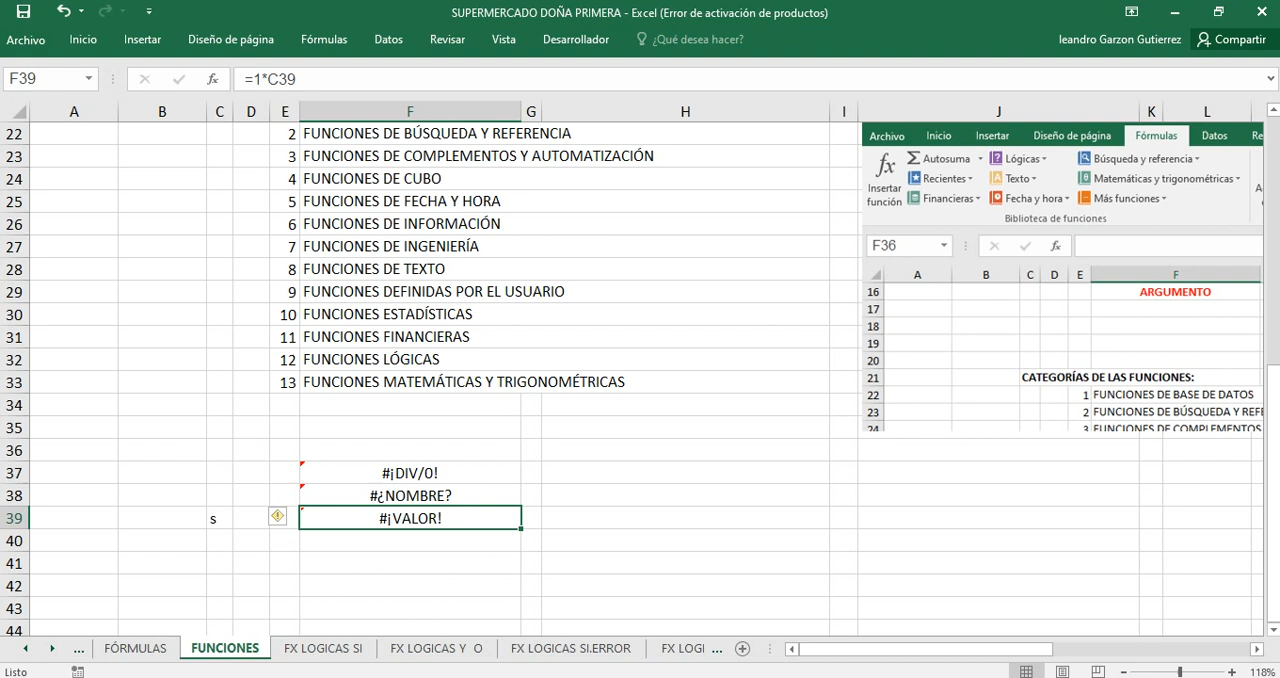 SUPERMERCADO DOÑA PRIMERA - Excel (Error de activación de productos)
Archivo Inicio Insertar Diseño de página Fórmulas Datos Revisar Vista Desarrollador ¿Qué desea hacer? leandro Garzon Gutierrez Compartir
F39 fx =1*C39
A B C D E F G H I J K L
22 2 FUNCIONES DE BÚSQUEDA Y REFERENCIA
23 3 FUNCIONES DE COMPLEMENTOS Y AUTOMATIZACIÓN
24 4 FUNCIONES DE CUBO
25 5 FUNCIONES DE FECHA Y HORA
26 6 FUNCIONES DE INFORMACIÓN
27 7 FUNCIONES DE INGENIERÍA
28 8 FUNCIONES DE TEXTO
29 9 FUNCIONES DEFINIDAS POR EL USUARIO
30 10 FUNCIONES ESTADÍSTICAS
31 11 FUNCIONES FINANCIERAS
32 12 FUNCIONES LÓGICAS
33 13 FUNCIONES MATEMÁTICAS Y TRIGONOMÉTRICAS
34
35
36
37 #¡DIV/0!
38 #¿NOMBRE?
39 s #¡VALOR!
40
41
42
43
44
Archivo Inicio Insertar Diseño de página Fórmulas Datos Re
fx Insertar función
Autosuma Lógicas Búsqueda y referencia
Recientes Texto Matemáticas y trigonométricas
Financieras Fecha y hora Más funciones
Biblioteca de funciones
F36 fx
A B C D E F
16 ARGUMENTO
17
18
19
20
21 CATEGORÍAS DE LAS FUNCIONES:
22 1 FUNCIONES DE BASE DE DATOS
23 2 FUNCIONES DE BÚSQUEDA Y REFE
24 3 FUNCIONES DE COMPLEMENTOS
... FÓRMULAS FUNCIONES FX LOGICAS SI FX LOGICAS Y O FX LOGICAS SI.ERROR FX LOGI ...
Listo 118%